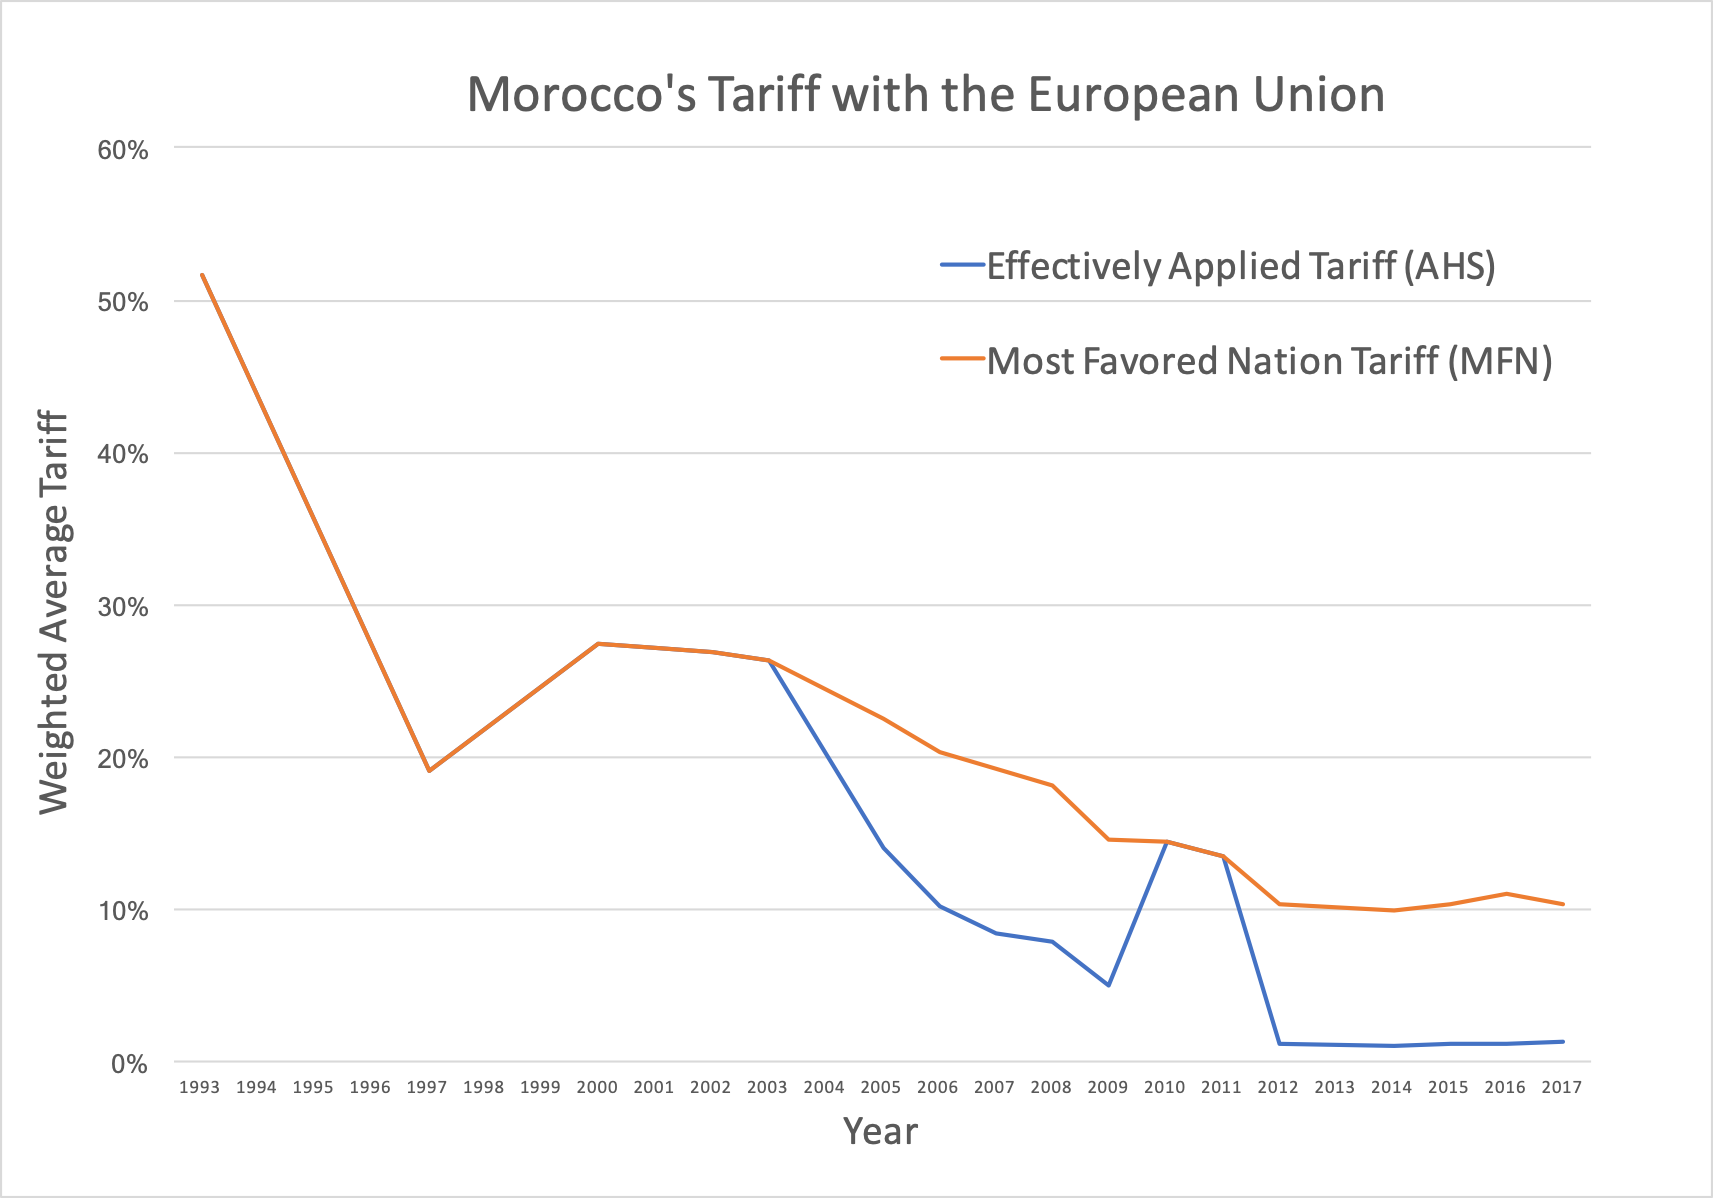 Morocco's Tariff with the European Union
60%
50%
40%
30%
20%
10%
0%
Weighted Average Tariff
Effectively Applied Tariff (AHS)
Most Favored Nation Tariff (MFN)
1993 1994 1995 1996 1997 1998 1999 2000 2001 2002 2003 2004 2005 2006 2007 2008 2009 2010 2011 2012 2013 2014 2015 2016 2017
Year